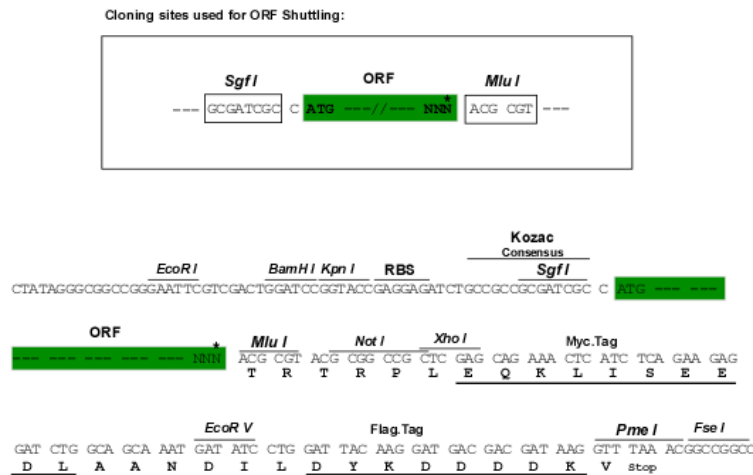 Cloning sites used for ORF Shuttling:
Sgf I ORF Mlu I
--- GCGATCGC C ATG ---//--- NNN* ACG CGT ---
Kozac
Consensus
EcoR I BamH I Kpn I RBS Sgf I
CTATAGGGCGGCCGGGAATTCGTCGACTGGATCCGGTACCGAGGAGATCTGCCGCCGCGATCGC C ATG --- ---
ORF Mlu I Not I Xho I Myc.Tag
--- --- --- --- --- --- NNN* ACG CGT ACG CGG CCG CTC GAG CAG AAA CTC ATC TCA GAA GAG
T R T R P L E Q K L I S E E
EcoR V Flag.Tag Pme I Fse I
GAT CTG GCA GCA AAT GAT ATC CTG GAT TAC AAG GAT GAC GAC GAT AAG GTT TAA ACGGCCGGCC
D L A A N D I L D Y K D D D D K V Stop